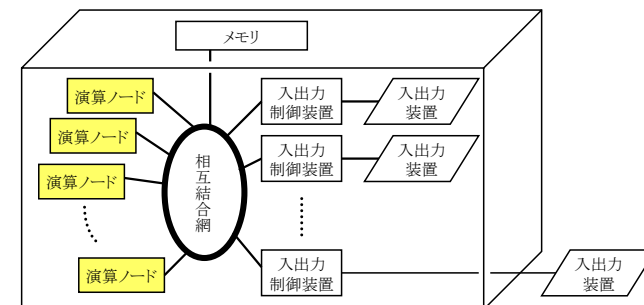 メモリ
演算ノード
演算ノード
演算ノード
演算ノード
相互結合網
入出力
制御装置
入出力
装置
入出力
制御装置
入出力
装置
入出力
制御装置
入出力
装置